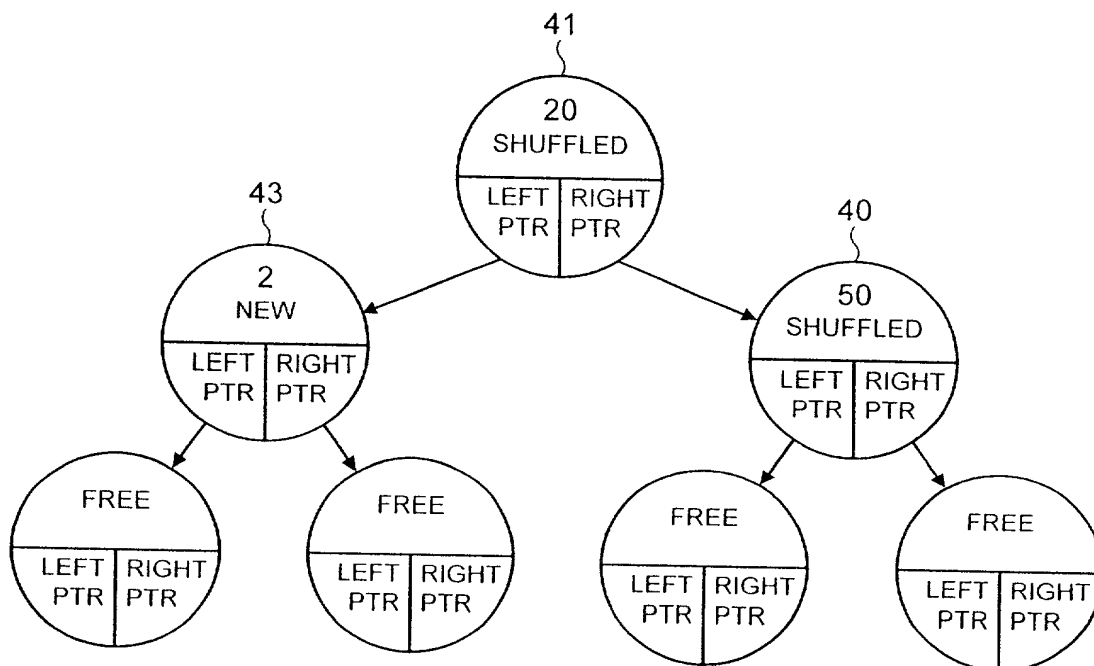 41
20
SHUFFLED
LEFT PTR
RIGHT PTR
43
2
NEW
LEFT PTR
RIGHT PTR
40
50
SHUFFLED
LEFT PTR
RIGHT PTR
FREE
LEFT PTR
RIGHT PTR
FREE
LEFT PTR
RIGHT PTR
FREE
LEFT PTR
RIGHT PTR
FREE
LEFT PTR
RIGHT PTR